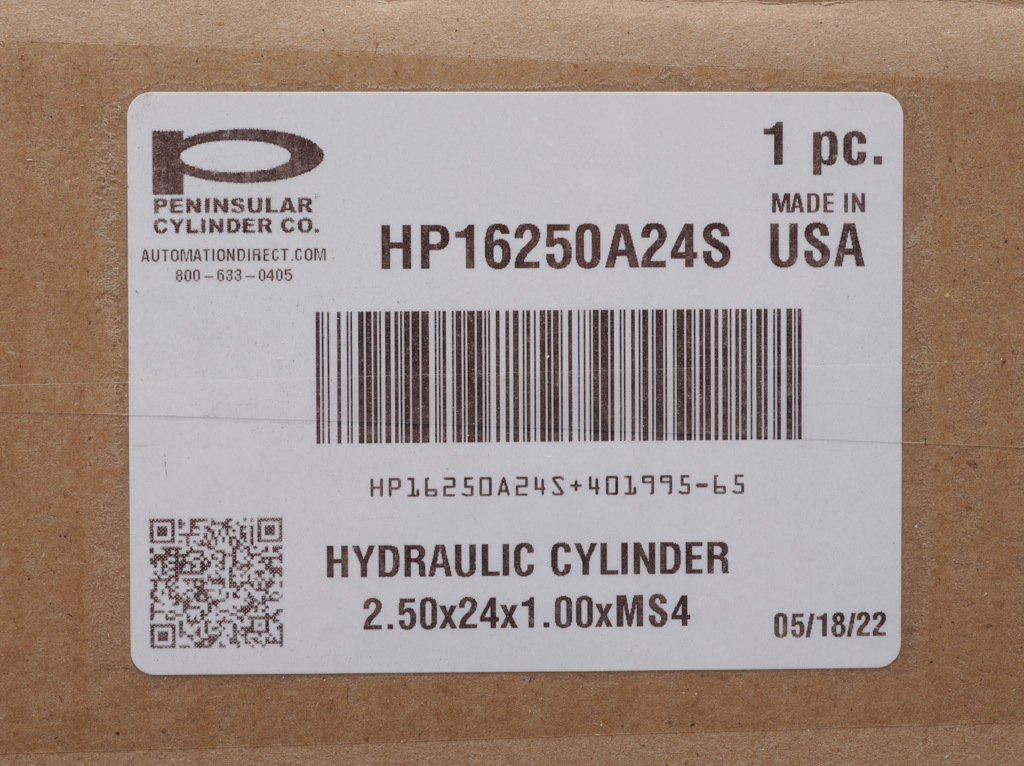 PENINSULAR®
CYLINDER CO.
AUTOMATIONDIRECT.COM
800-633-0405
1 pc.
MADE IN
USA
HP16250A24S
HP16250A24S+401995-65
HYDRAULIC CYLINDER
2.50x24x1.00xMS4
05/18/22